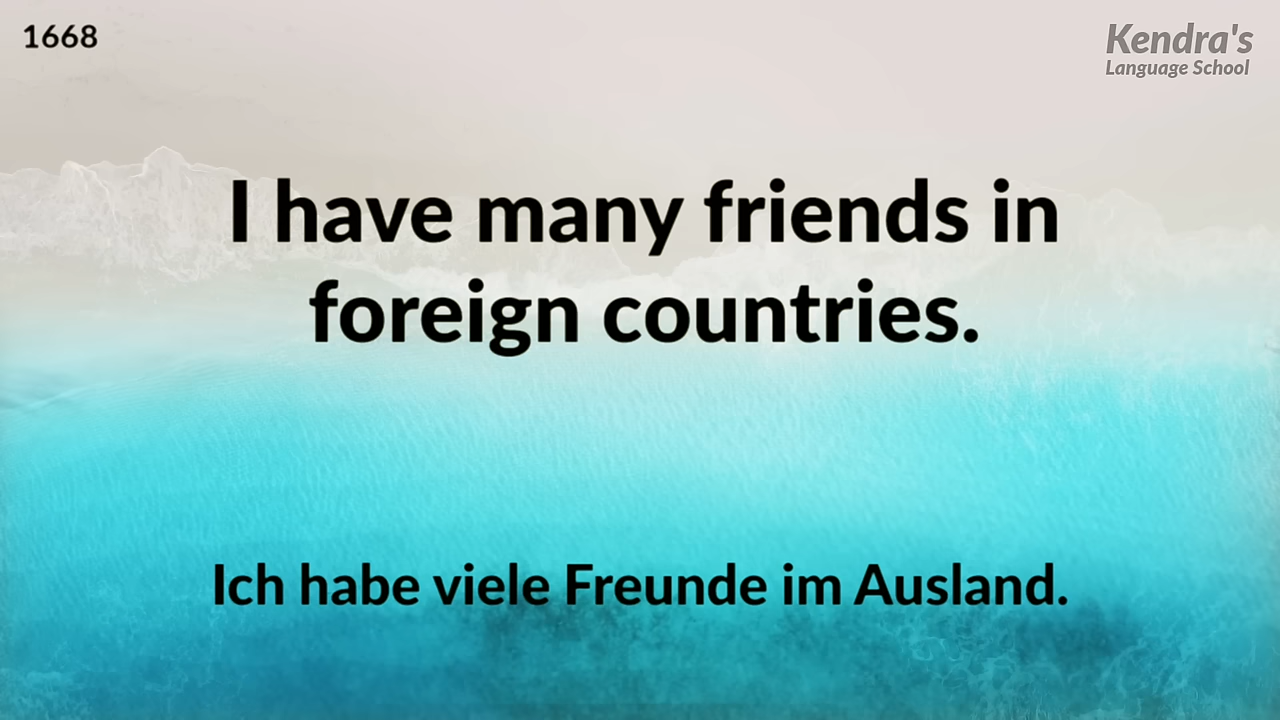 1668
Kendra's
Language School
I have many friends in
foreign countries.
Ich habe viele Freunde im Ausland.